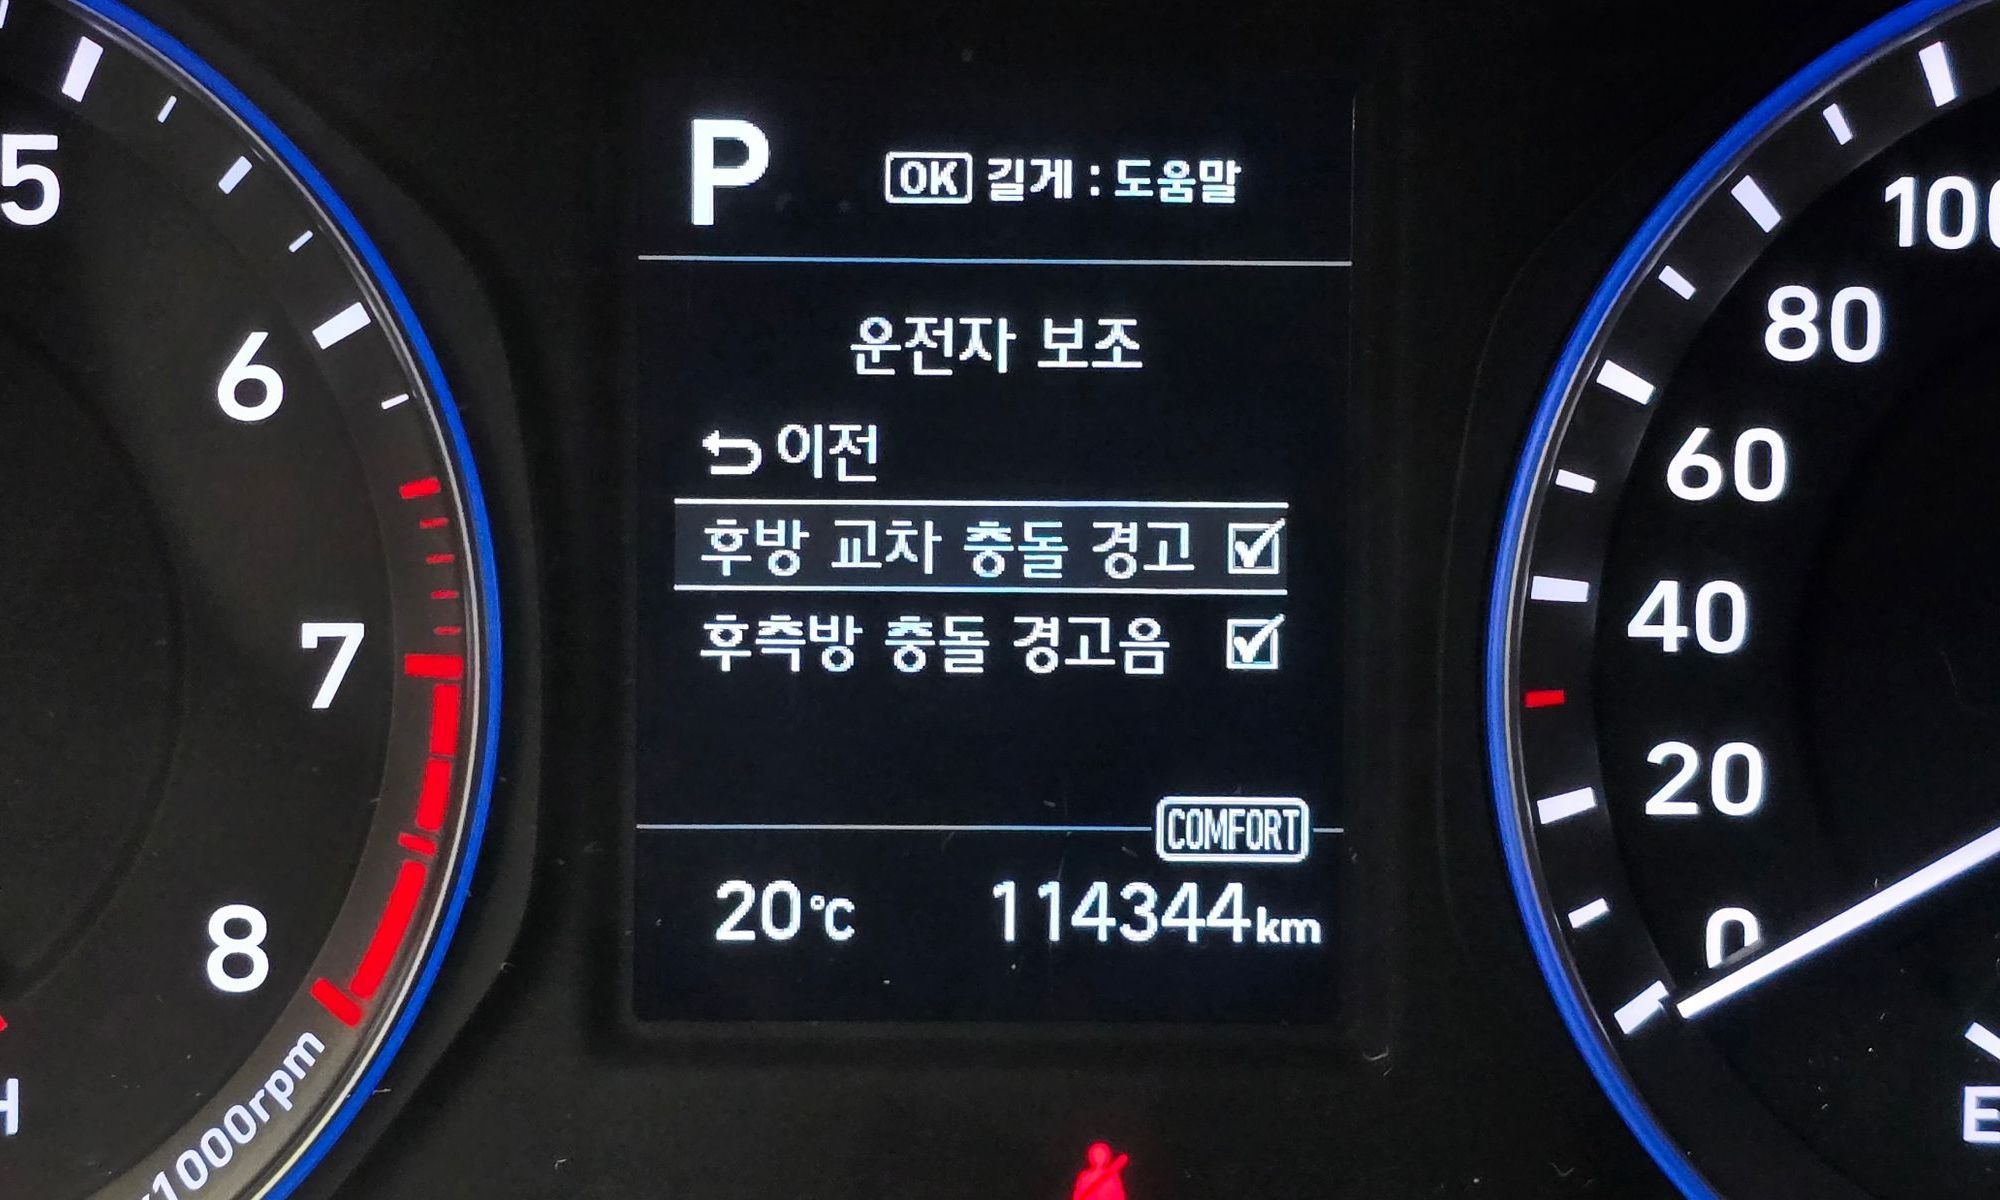 P
OK 길게 : 도움말
운전자 보조
이전
후방 교차 충돌 경고
후측방 충돌 경고음
COMFORT
20℃ 114344km
5
6
7
8
x1000rpm
H
100
80
60
40
20
0
E